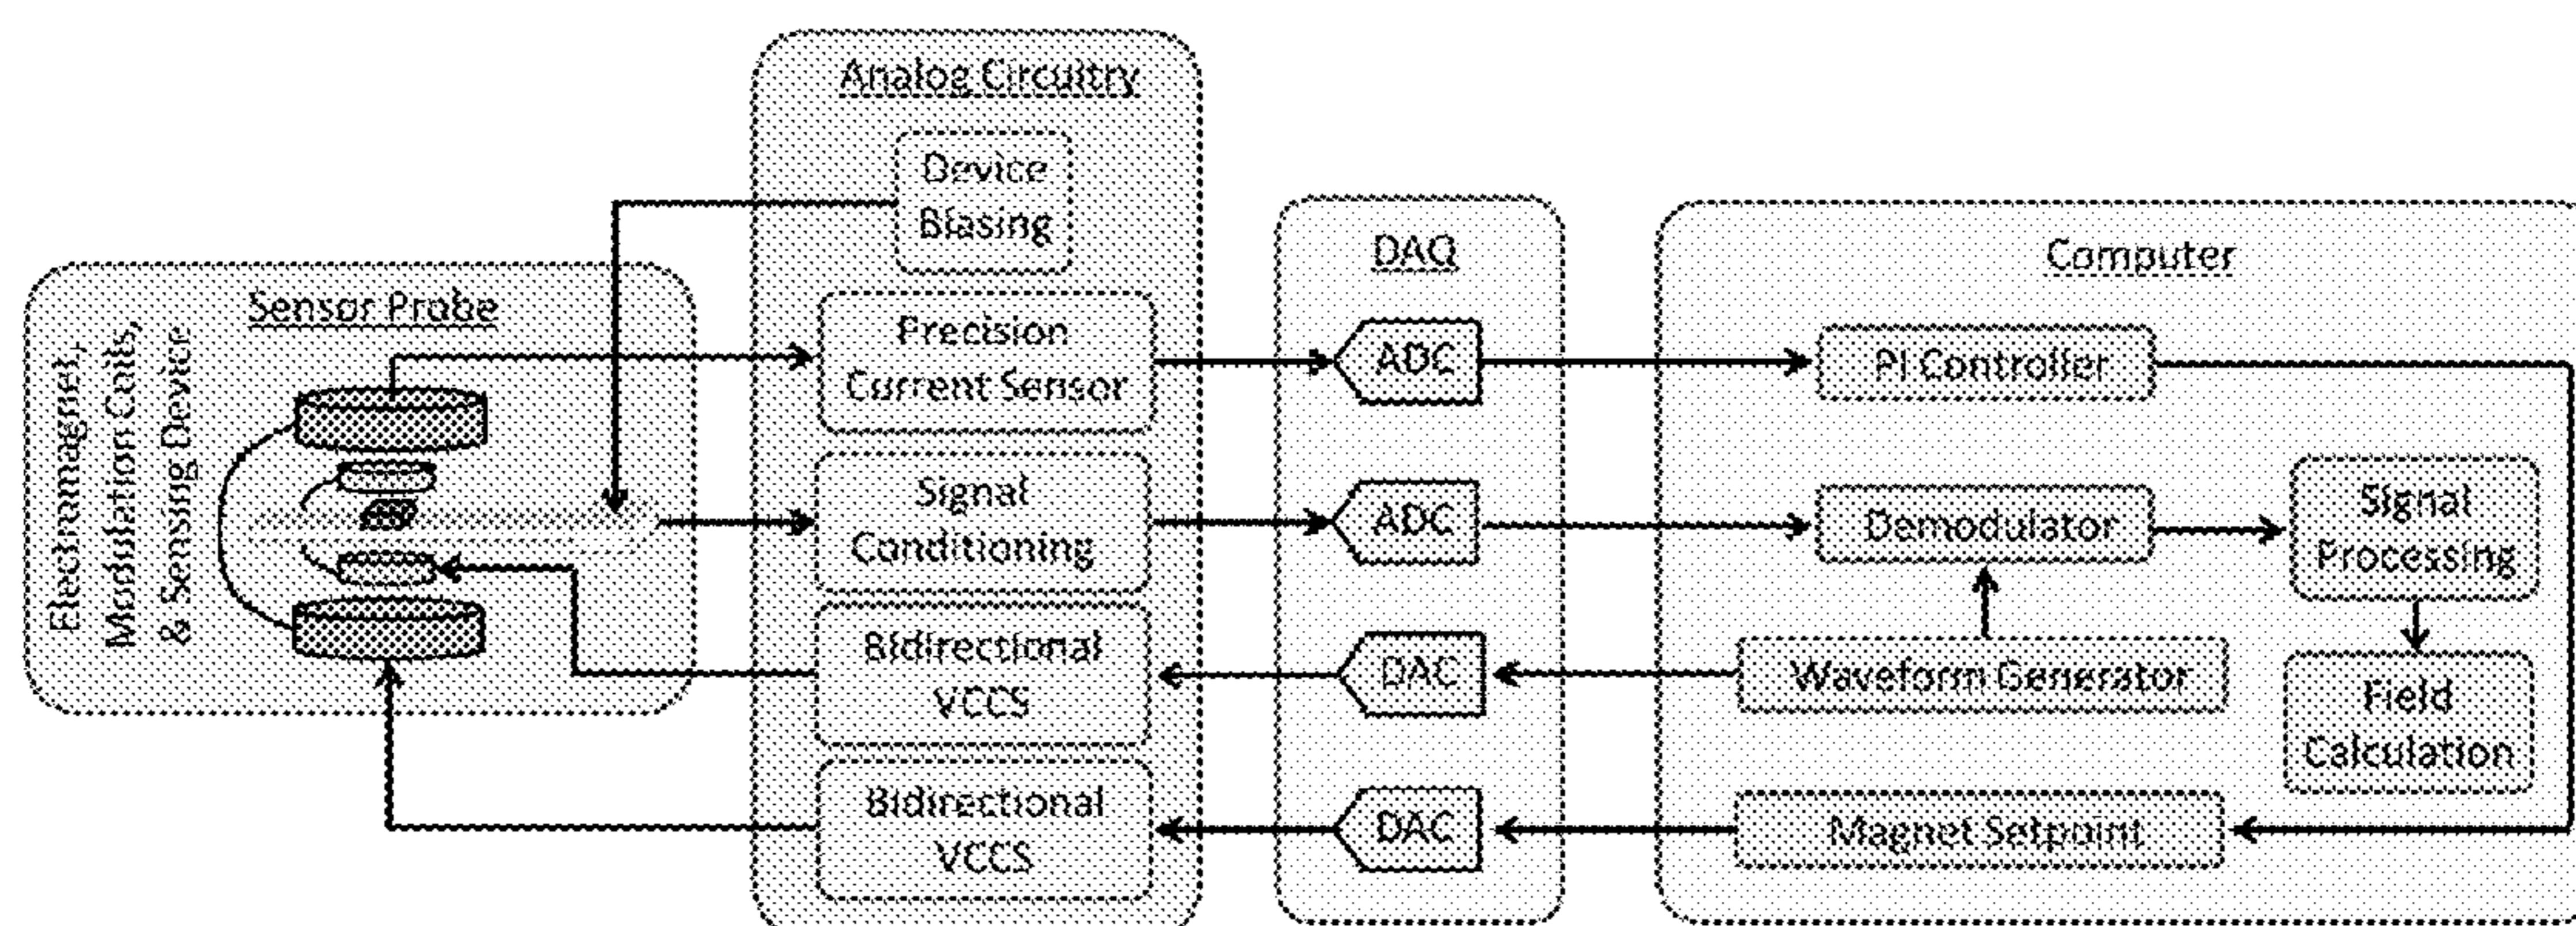 Analog Circuitry
Device
Biasing
DAQ
Computer
Sensor Probe
Electromagnet,
Modulation Coils,
& Sensing Device
Precision
Current Sensor
ADC
PI Controller
Signal
Conditioning
ADC
Demodulator
Signal
Processing
Bidirectional
VCCS
DAC
Waveform Generator
Field
Calculation
Bidirectional
VCCS
DAC
Magnet Setpoint